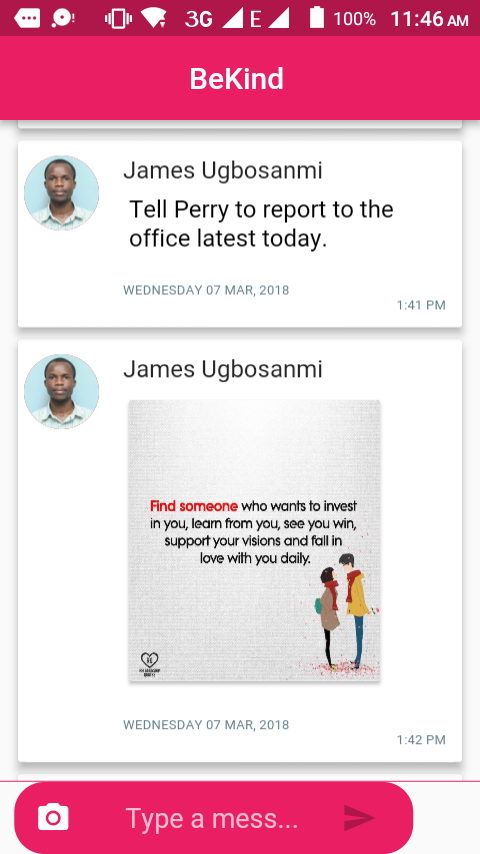 3G E 100% 11:46 AM
BeKind
James Ugbosanmi
Tell Perry to report to the
office latest today.
WEDNESDAY 07 MAR, 2018
1:41 PM
James Ugbosanmi
Find someone who wants to invest
in you, learn from you, see you win,
support your visions and fall in
love with you daily.
WEDNESDAY 07 MAR, 2018
1:42 PM
Type a mess...